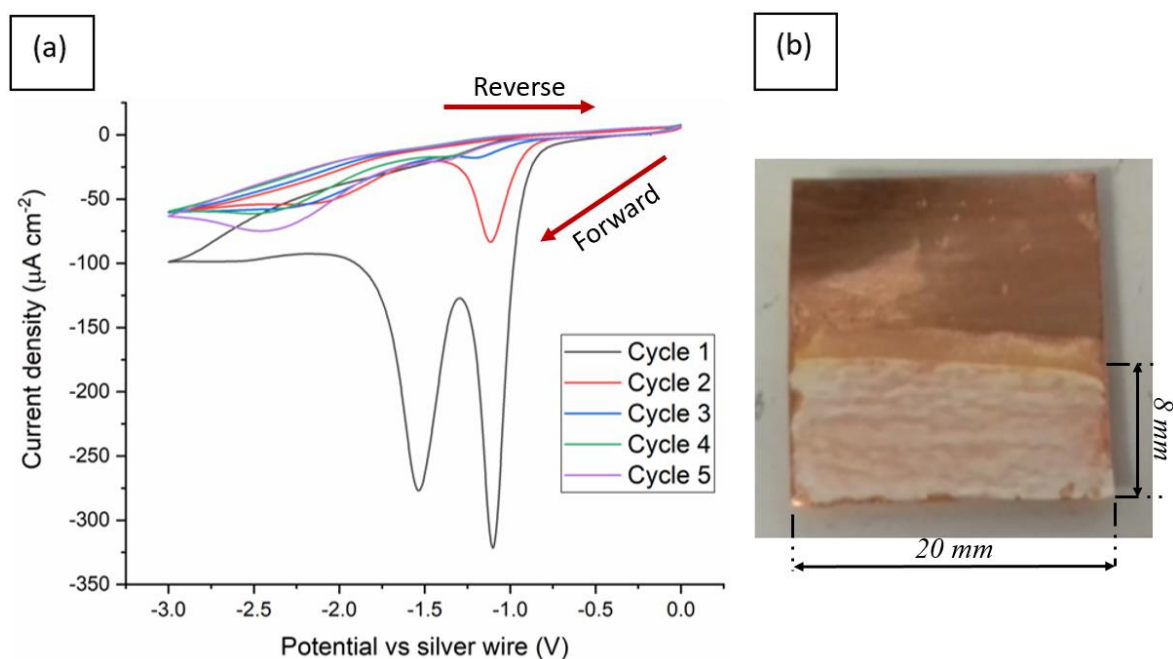 (a)
(b)
Reverse
Forward
0
-50
-100
-150
-200
-250
-300
-350
Current density (μA cm⁻²)
Cycle 1
Cycle 2
Cycle 3
Cycle 4
Cycle 5
-3.0 -2.5 -2.0 -1.5 -1.0 -0.5 0.0
Potential vs silver wire (V)
8 mm
20 mm